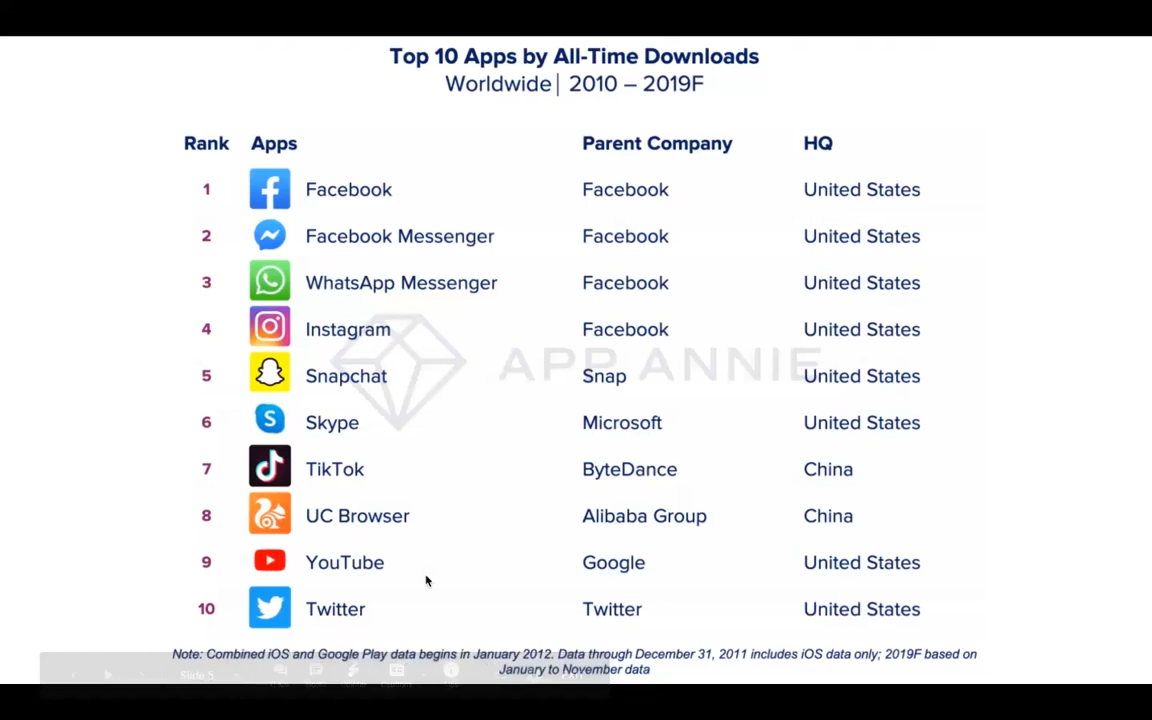 Top 10 Apps by All-Time Downloads
Worldwide| 2010 – 2019F
Rank Apps Parent Company HQ
1 Facebook Facebook United States
2 Facebook Messenger Facebook United States
3 WhatsApp Messenger Facebook United States
4 Instagram Facebook United States
APP ANNIE
5 Snapchat Snap United States
6 Skype Microsoft United States
7 TikTok ByteDance China
8 UC Browser Alibaba Group China
9 YouTube Google United States
10 Twitter Twitter United States
Note: Combined iOS and Google Play data begins in January 2012. Data through December 31, 2011 includes iOS data only; 2019F based on
January to November data
Slide 5